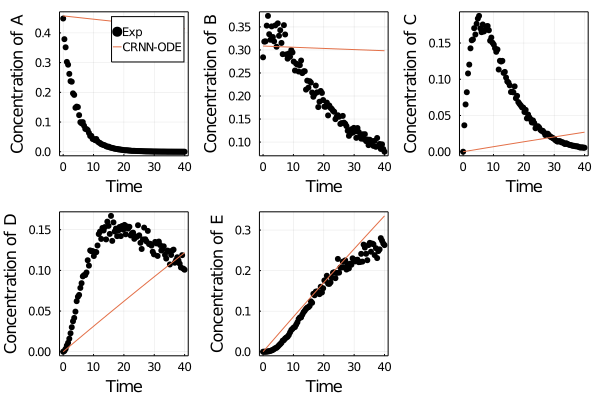 Concentration of A
0.4
0.3
0.2
0.1
0.0
0 10 20 30 40
Time
Exp
CRNN-ODE
Concentration of B
0.35
0.30
0.25
0.20
0.15
0.10
0 10 20 30 40
Time
Concentration of C
0.15
0.10
0.05
0.00
0 10 20 30 40
Time
Concentration of D
0.15
0.10
0.05
0.00
0 10 20 30 40
Time
Concentration of E
0.3
0.2
0.1
0.0
0 10 20 30 40
Time